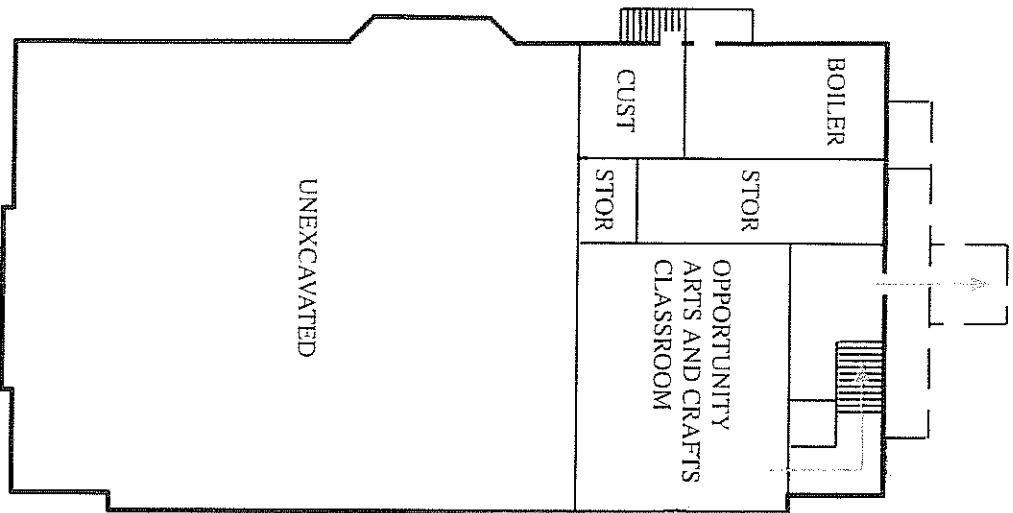 BOILER
CUST
STOR
STOR
OPPORTUNITY
ARTS AND CRAFTS
CLASSROOM
UNEXCAVATED